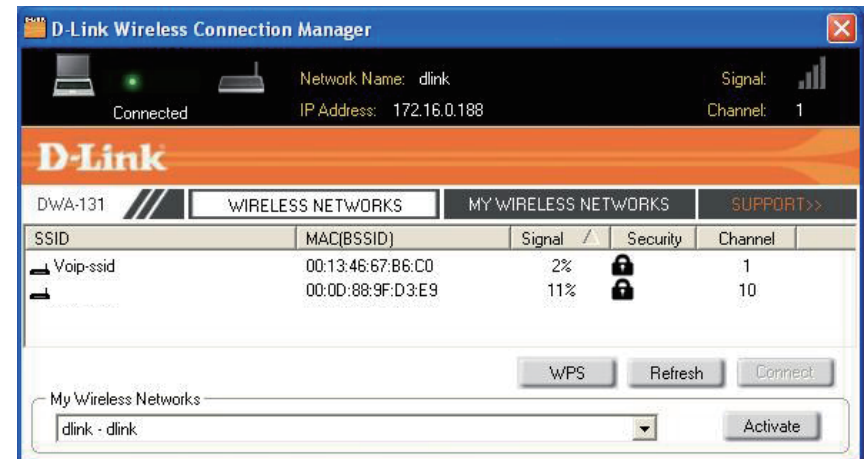 D-Link Wireless Connection Manager
Network Name: dlink Signal:
Connected IP Address: 172.16.0.188 Channel: 1
D-Link
DWA-131 WIRELESS NETWORKS MY WIRELESS NETWORKS SUPPORT>>
SSID MAC(BSSID) Signal Security Channel
Voip-ssid 00:13:46:67:B6:C0 2% 1
00:0D:88:9F:D3:E9 11% 10
WPS Refresh Connect
My Wireless Networks
dlink - dlink Activate